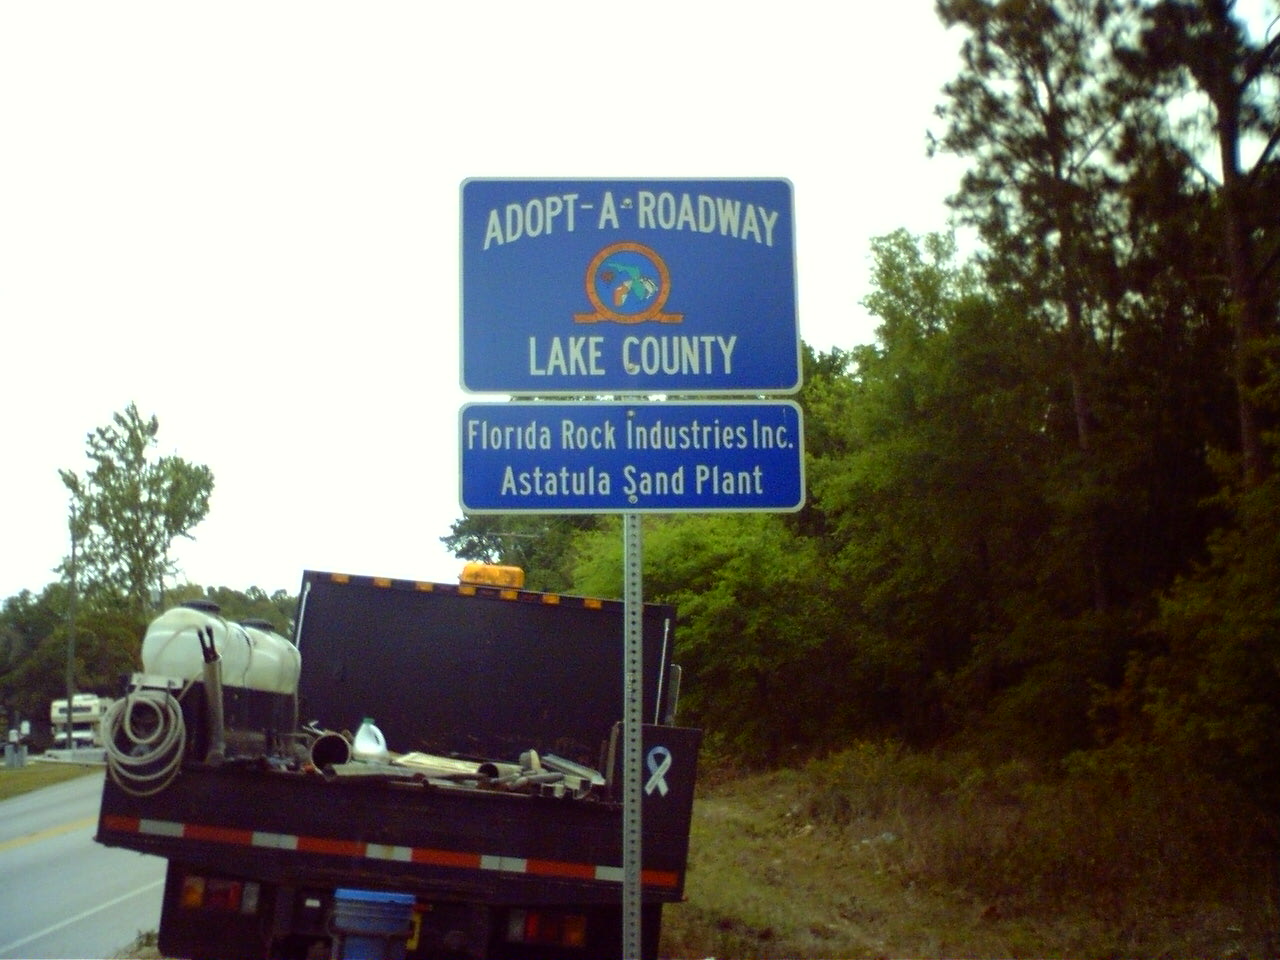 ADOPT-A-ROADWAY
LAKE COUNTY
Florida Rock Industries Inc.
Astatula Sand Plant